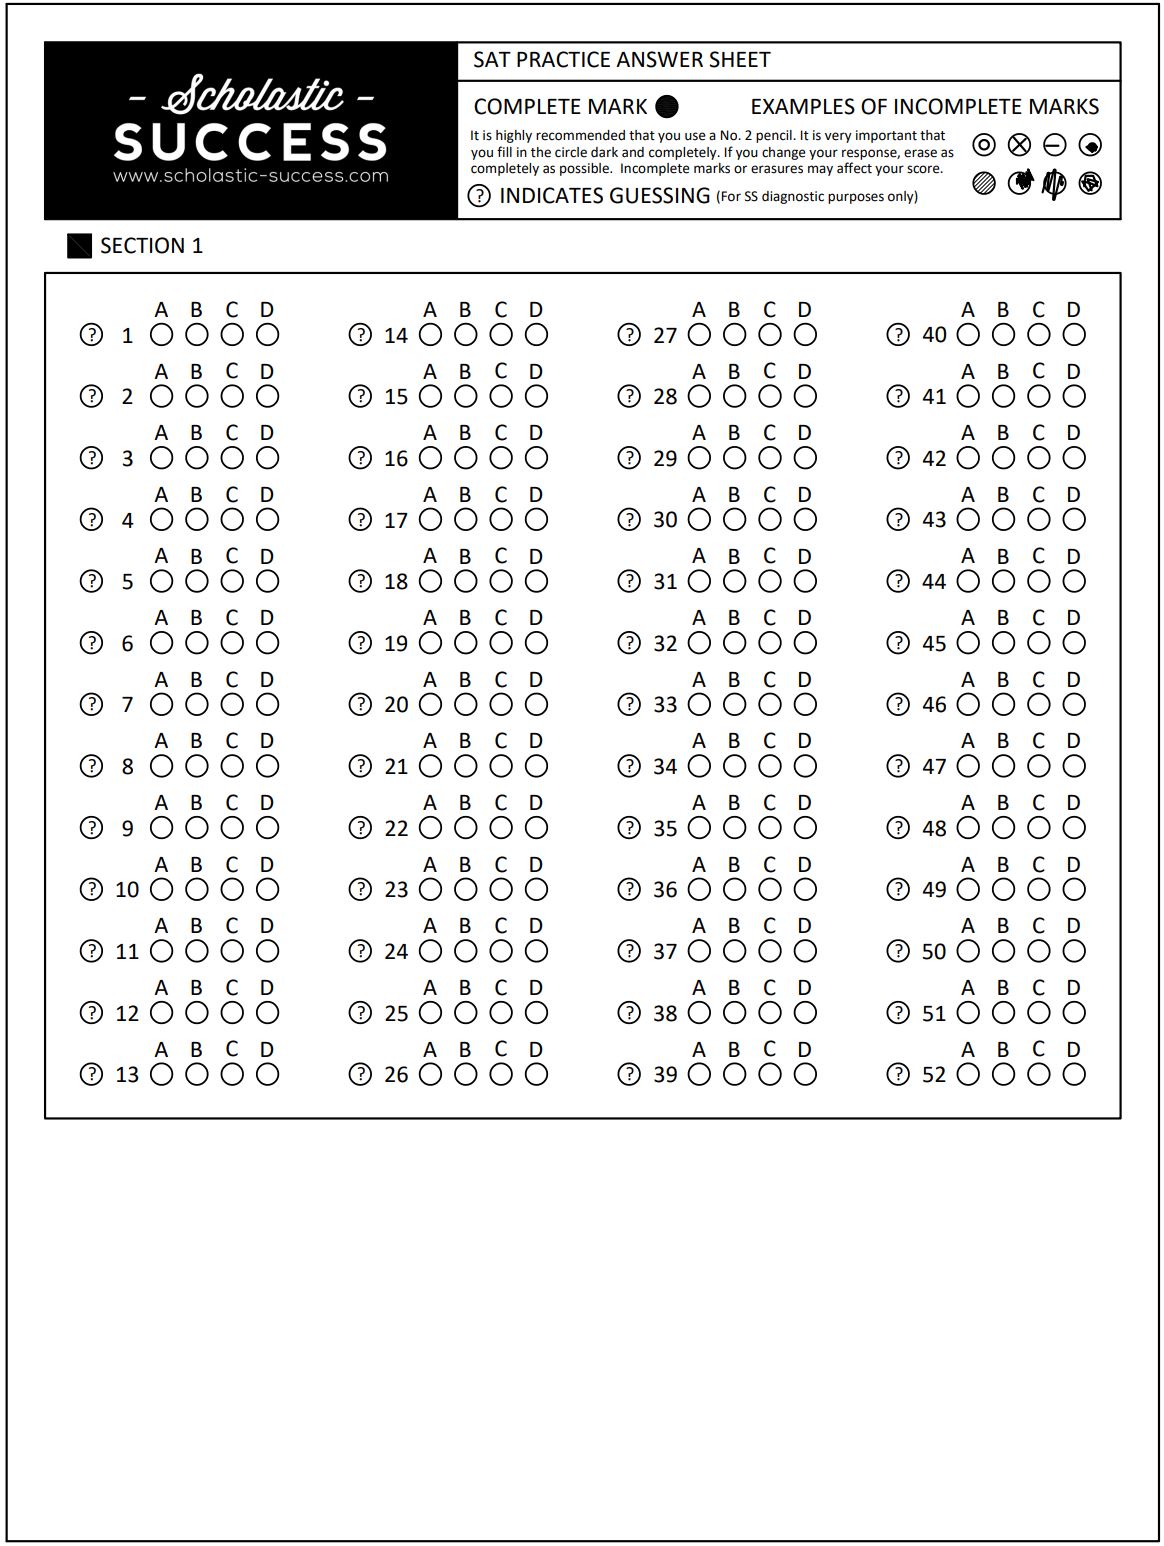 - Scholastic -
SUCCESS
www.scholastic-success.com
SAT PRACTICE ANSWER SHEET
COMPLETE MARK
EXAMPLES OF INCOMPLETE MARKS
It is highly recommended that you use a No. 2 pencil. It is very important that
you fill in the circle dark and completely. If you change your response, erase as
completely as possible. Incomplete marks or erasures may affect your score.
? INDICATES GUESSING (For SS diagnostic purposes only)
SECTION 1
A B C D
? 1
A B C D
? 2
A B C D
? 3
A B C D
? 4
A B C D
? 5
A B C D
? 6
A B C D
? 7
A B C D
? 8
A B C D
? 9
A B C D
? 10
A B C D
? 11
A B C D
? 12
A B C D
? 13
A B C D
? 14
A B C D
? 15
A B C D
? 16
A B C D
? 17
A B C D
? 18
A B C D
? 19
A B C D
? 20
A B C D
? 21
A B C D
? 22
A B C D
? 23
A B C D
? 24
A B C D
? 25
A B C D
? 26
A B C D
? 27
A B C D
? 28
A B C D
? 29
A B C D
? 30
A B C D
? 31
A B C D
? 32
A B C D
? 33
A B C D
? 34
A B C D
? 35
A B C D
? 36
A B C D
? 37
A B C D
? 38
A B C D
? 39
A B C D
? 40
A B C D
? 41
A B C D
? 42
A B C D
? 43
A B C D
? 44
A B C D
? 45
A B C D
? 46
A B C D
? 47
A B C D
? 48
A B C D
? 49
A B C D
? 50
A B C D
? 51
A B C D
? 52